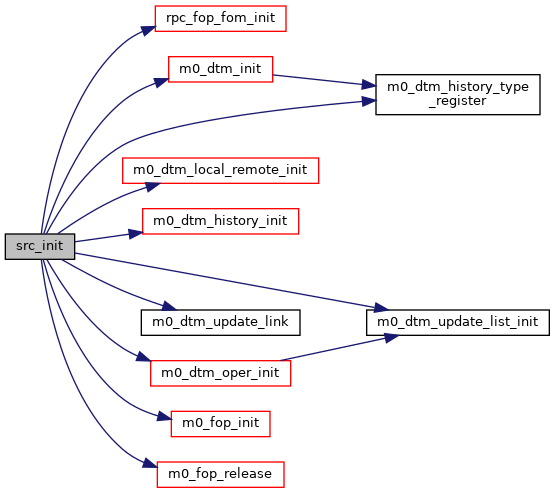 rpc_fop_fom_init
m0_dtm_init
m0_dtm_history_type
_register
m0_dtm_local_remote_init
m0_dtm_history_init
src_init
m0_dtm_update_link
m0_dtm_update_list_init
m0_dtm_oper_init
m0_fop_init
m0_fop_release